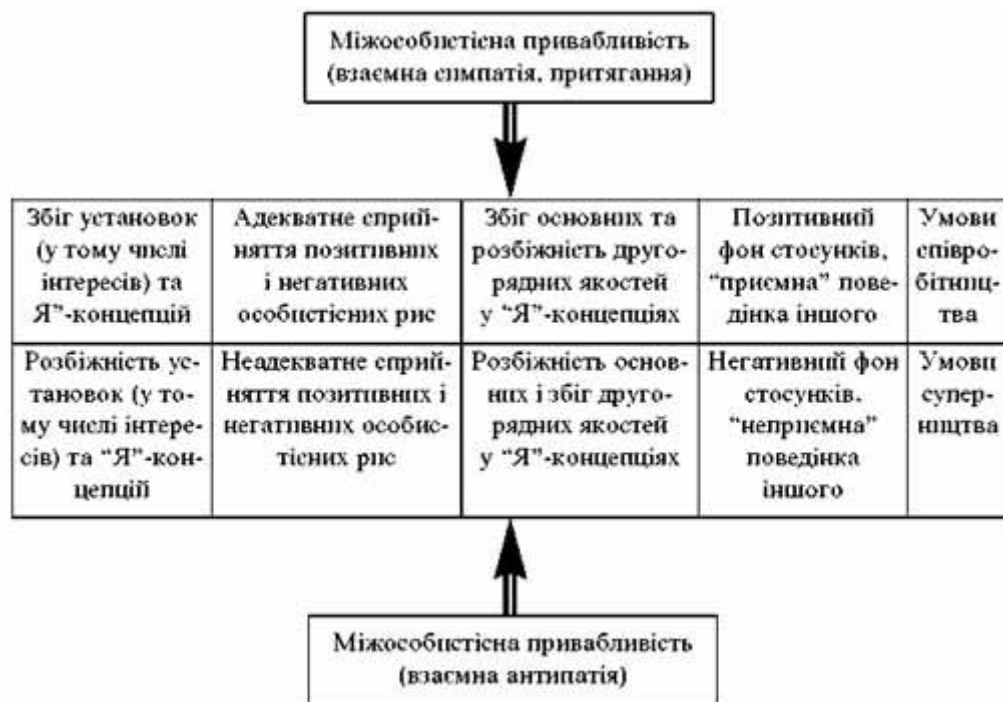 Міжособистісна привабливість
(взаємна симпатія, притягання)
Збіг установок
(у тому числі
інтересів) та
Я”-концепцій
Адекватне сприй-
няття позитивних
і негативних
особистісних рис
Збіг основних та
розбіжність друго-
рядних якостей
у “Я”-концепціях
Позитивний
фон стосунків,
“приємна” пове-
дінка іншого
Умови
співро-
бітниц-
тва
Розбіжність ус-
тановок (у то-
му числі інтере-
сів) та “Я”-кон-
цепцій
Неадекватне сприй-
няття позитивних і
негативних особис-
тісних рис
Розбіжність основ-
них і збіг друго-
рядних якостей
у “Я”-концепціях
Негативний фон
стосунків,
“неприємна”
поведінка
іншого
Умови
супер-
ництва
Міжособистісна привабливість
(взаємна антипатія)